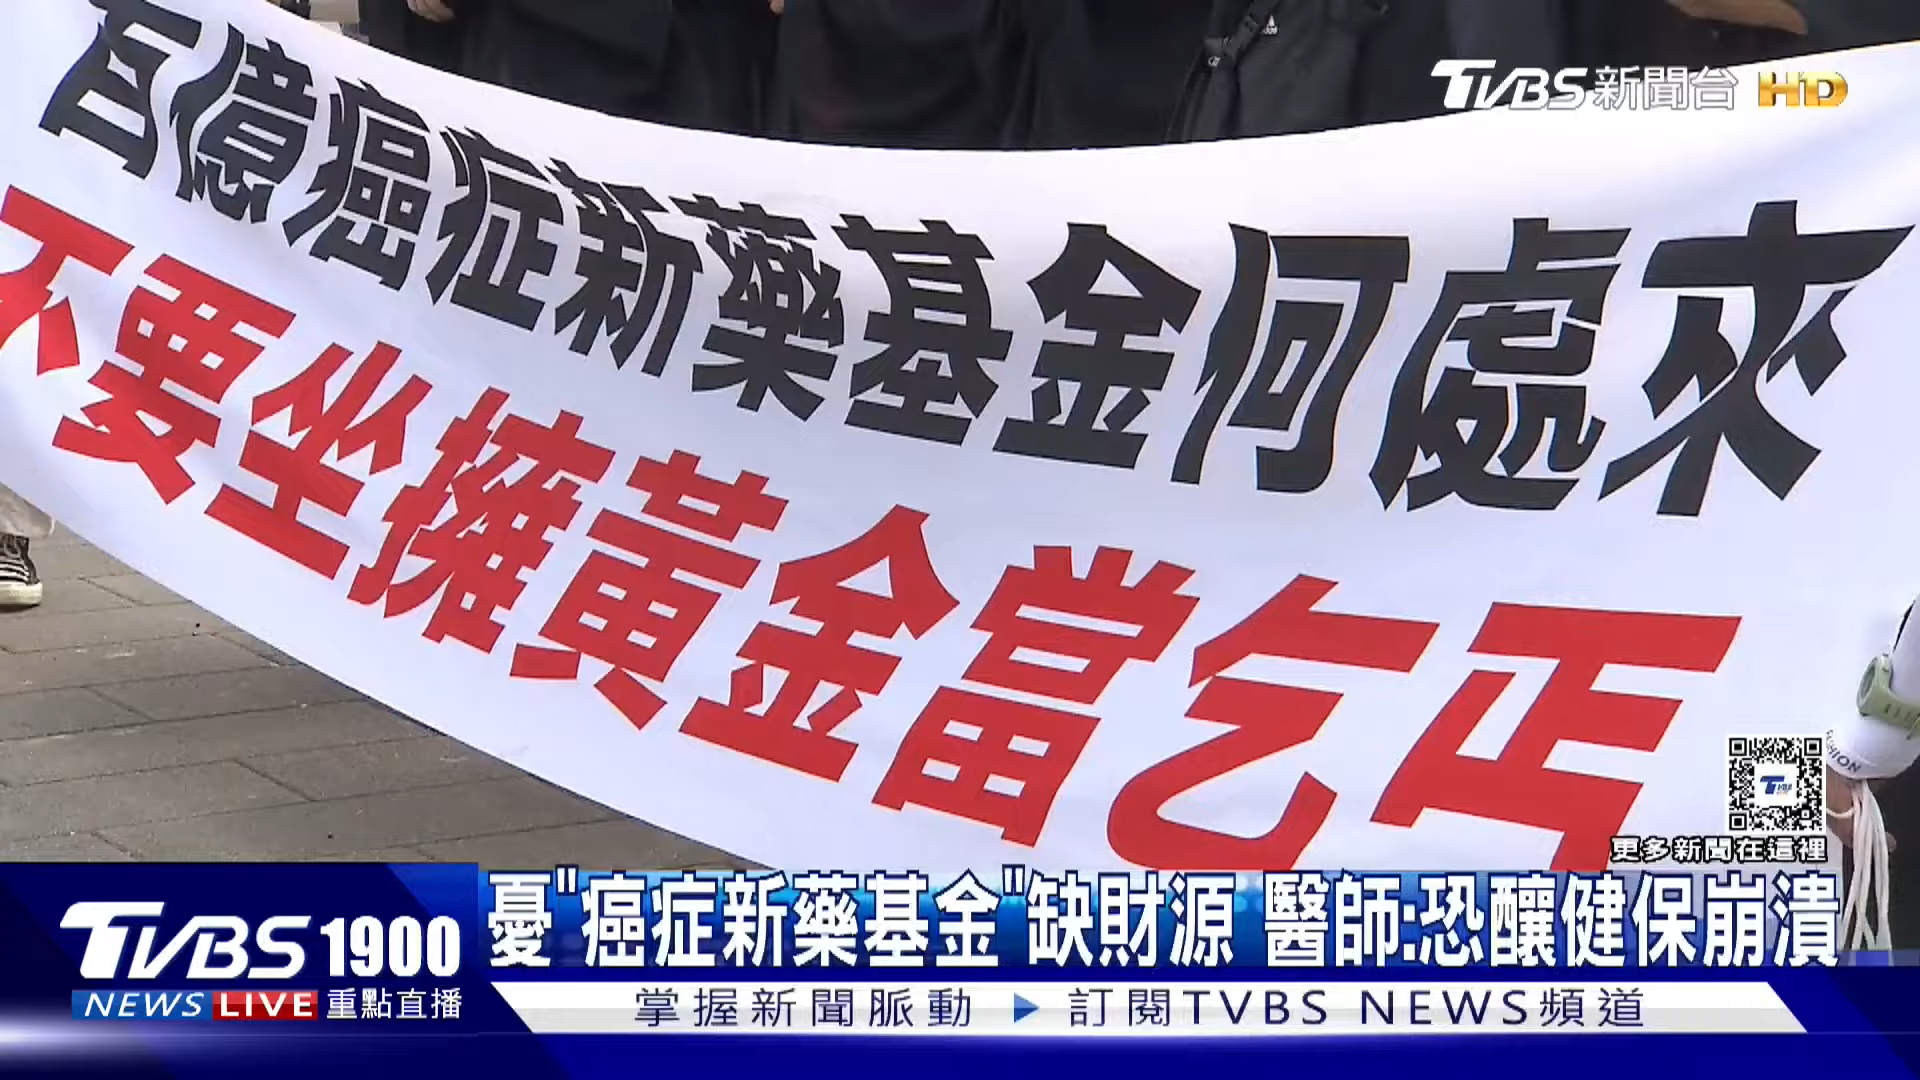 TVBS新聞台 HD
百億癌症新藥基金何處來
不要坐擁黃金當乞丐
FASHION
TVBS
更多新聞在這裡
憂"癌症新藥基金"缺財源 醫師:恐釀健保崩潰
TVBS 1900
NEWS LIVE 重點直播
掌握新聞脈動 ▶ 訂閱TVBS NEWS頻道